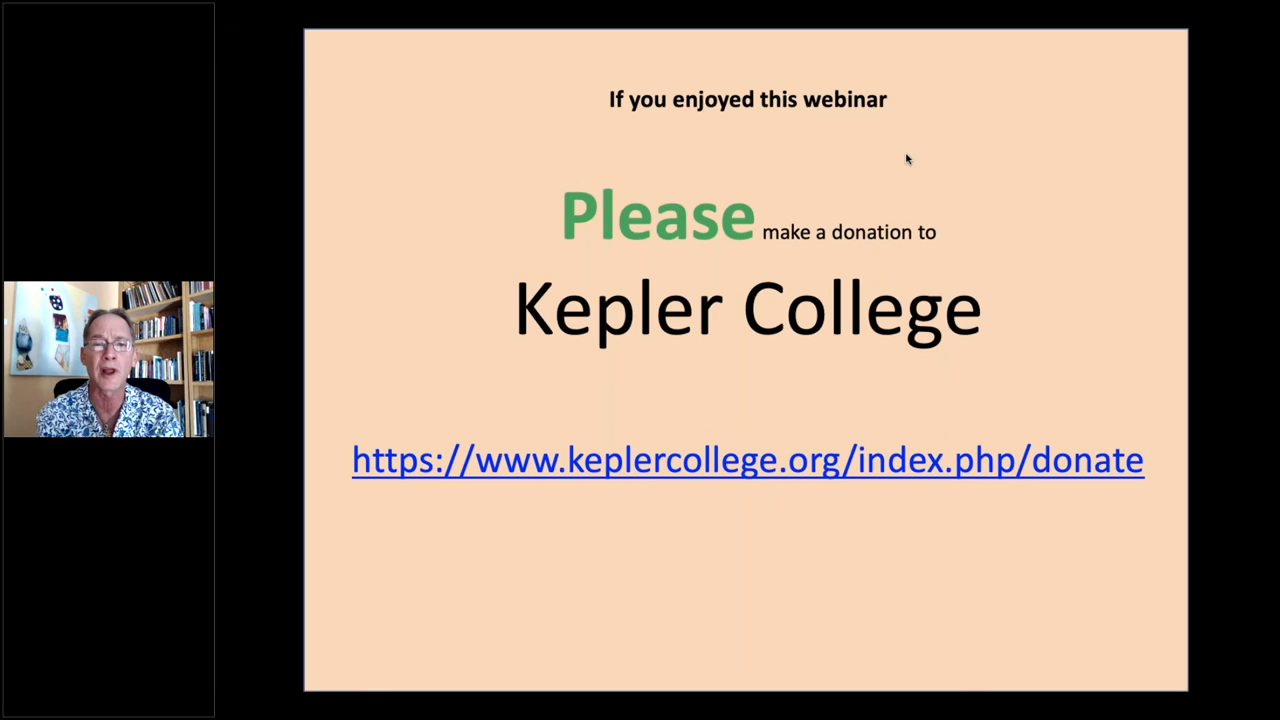 If you enjoyed this webinar
Please make a donation to
Kepler College
https://www.keplercollege.org/index.php/donate